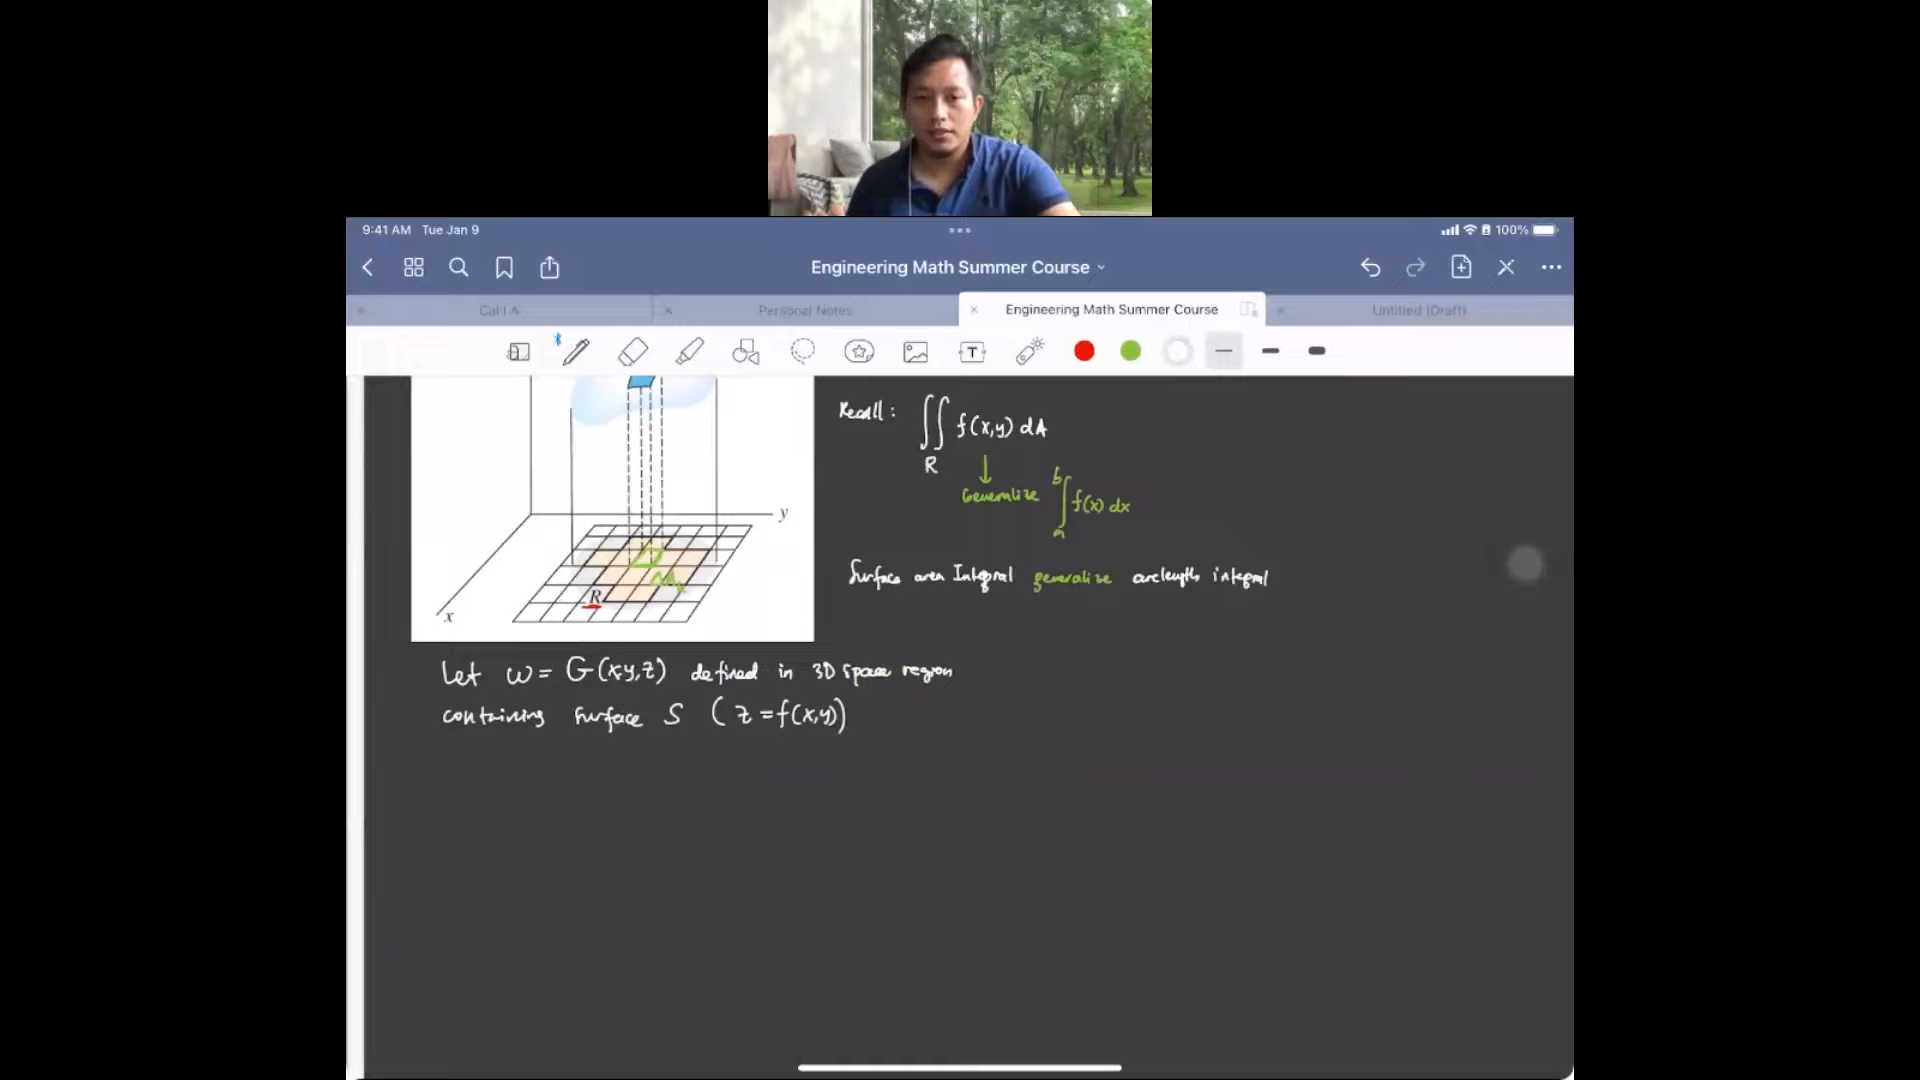 9:41 AM Tue Jan 9
100%
Engineering Math Summer Course
Cal I A
Personal Notes
Engineering Math Summer Course
Untitled (Draft)
T
y
x
R
ΔAₖ
Recall : ∬ f(x,y) dA
R
↓
Generalize ∫ f(x) dx
b
a
Surface area Integral generalize arclength integral
Let ω = G(x,y,z) defined in 3D space region
containing surface S ( z = f(x,y))